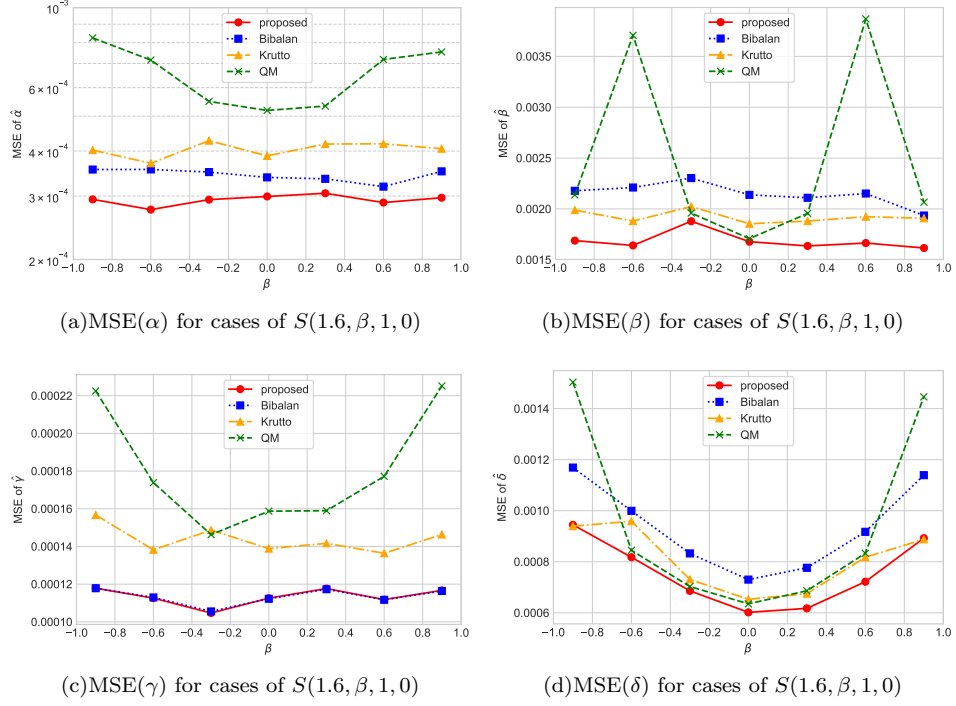 10⁻³
6 × 10⁻⁴
4 × 10⁻⁴
3 × 10⁻⁴
2 × 10⁻⁴
MSE of α̂
proposed
Bibalan
Krutto
QM
−1.0 −0.8 −0.6 −0.4 −0.2 0.0 0.2 0.4 0.6 0.8 1.0
β
(a)MSE(α) for cases of S(1.6, β, 1, 0)
0.0035
0.0030
0.0025
0.0020
0.0015
MSE of β̂
proposed
Bibalan
Krutto
QM
−1.0 −0.8 −0.6 −0.4 −0.2 0.0 0.2 0.4 0.6 0.8 1.0
β
(b)MSE(β) for cases of S(1.6, β, 1, 0)
0.00022
0.00020
0.00018
0.00016
0.00014
0.00012
0.00010
MSE of γ̂
proposed
Bibalan
Krutto
QM
−1.0 −0.8 −0.6 −0.4 −0.2 0.0 0.2 0.4 0.6 0.8 1.0
β
(c)MSE(γ) for cases of S(1.6, β, 1, 0)
0.0014
0.0012
0.0010
0.0008
0.0006
MSE of δ̂
proposed
Bibalan
Krutto
QM
−1.0 −0.8 −0.6 −0.4 −0.2 0.0 0.2 0.4 0.6 0.8 1.0
β
(d)MSE(δ) for cases of S(1.6, β, 1, 0)